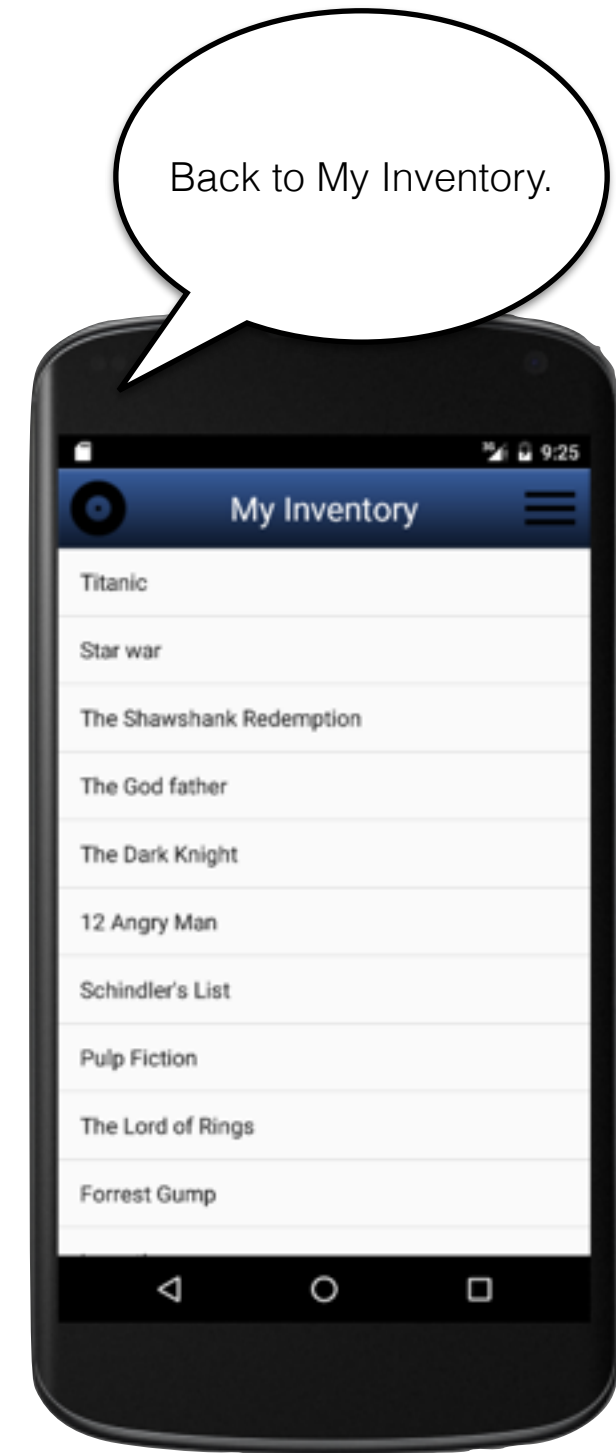 Back to My Inventory.
3G 9:25
My Inventory
Titanic
Star war
The Shawshank Redemption
The God father
The Dark Knight
12 Angry Man
Schindler's List
Pulp Fiction
The Lord of Rings
Forrest Gump